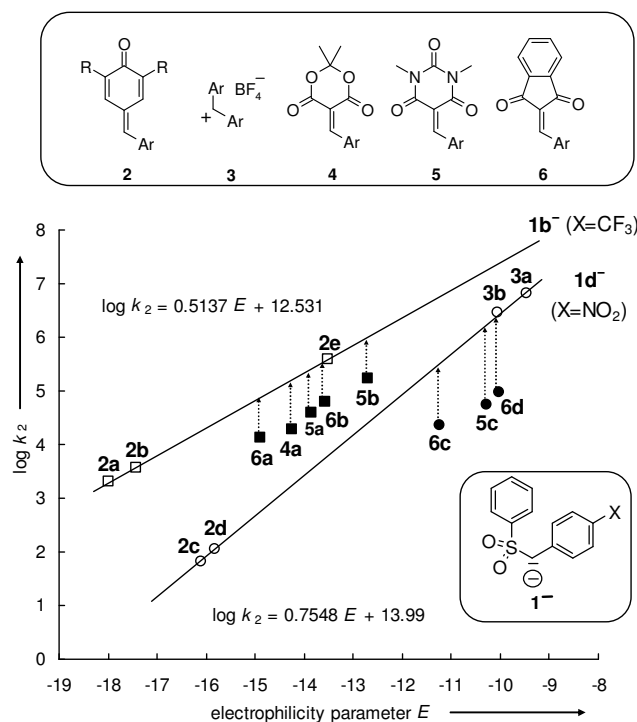 O
R R
Ar
2
Ar BF4−
+ Ar
3
O O
O O
Ar
4
O
N N
O O
Ar
5
O O
Ar
6
1b− (X=CF3)
1d−
(X=NO2)
log k2 = 0.5137 E + 12.531
log k2 = 0.7548 E + 13.99
3a
3b
2e
5b
6b
5a
4a
6a
2b
2a
6d
5c
6c
2d
2c
X
O S
O
−
1−
8
7
6
5
4
3
2
1
0
log k2
-19 -18 -17 -16 -15 -14 -13 -12 -11 -10 -9 -8
electrophilicity parameter E